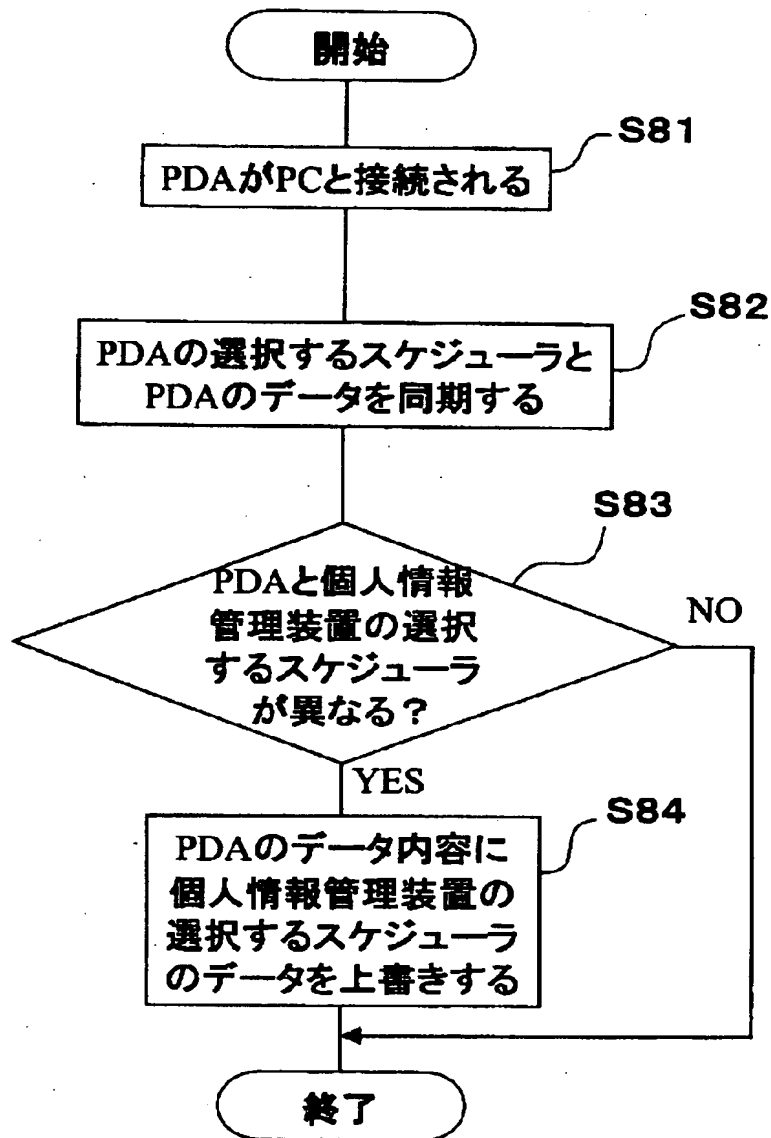 開始
S81
PDAがPCと接続される
S82
PDAの選択するスケジューラと
PDAのデータを同期する
S83
PDAと個人情報
管理装置の選択
するスケジューラ
が異なる?
NO
YES
S84
PDAのデータ内容に
個人情報管理装置の
選択するスケジューラ
のデータを上書きする
終了